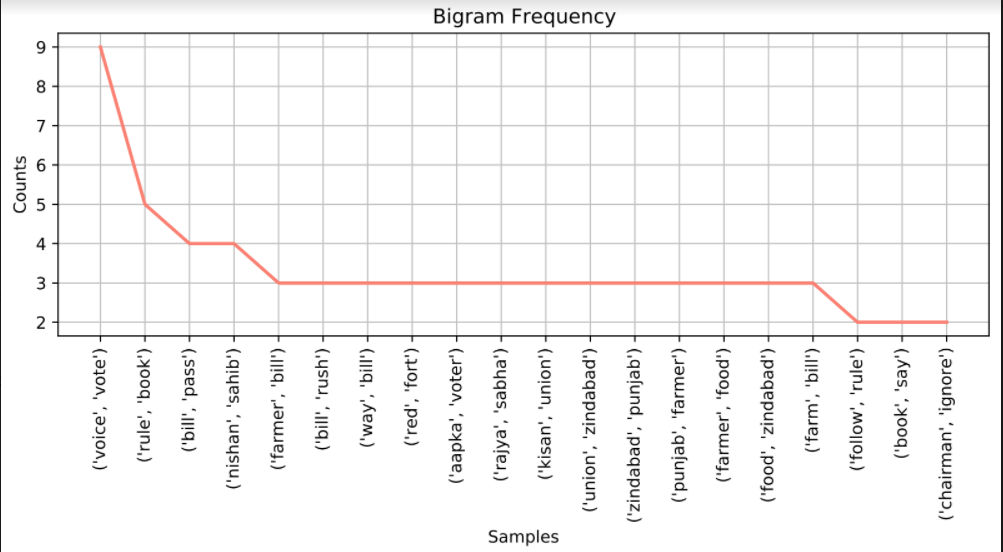 Bigram Frequency
9
8
7
6
5
4
3
2
Counts
('voice', 'vote')
('rule', 'book')
('bill', 'pass')
('nishan', 'sahib')
('farmer', 'bill')
('bill', 'rush')
('way', 'bill')
('red', 'fort')
('aapka', 'voter')
('rajya', 'sabha')
('kisan', 'union')
('union', 'zindabad')
('zindabad', 'punjab')
('punjab', 'farmer')
('farmer', 'food')
('food', 'zindabad')
('farm', 'bill')
('follow', 'rule')
('book', 'say')
('chairman', 'ignore')
Samples